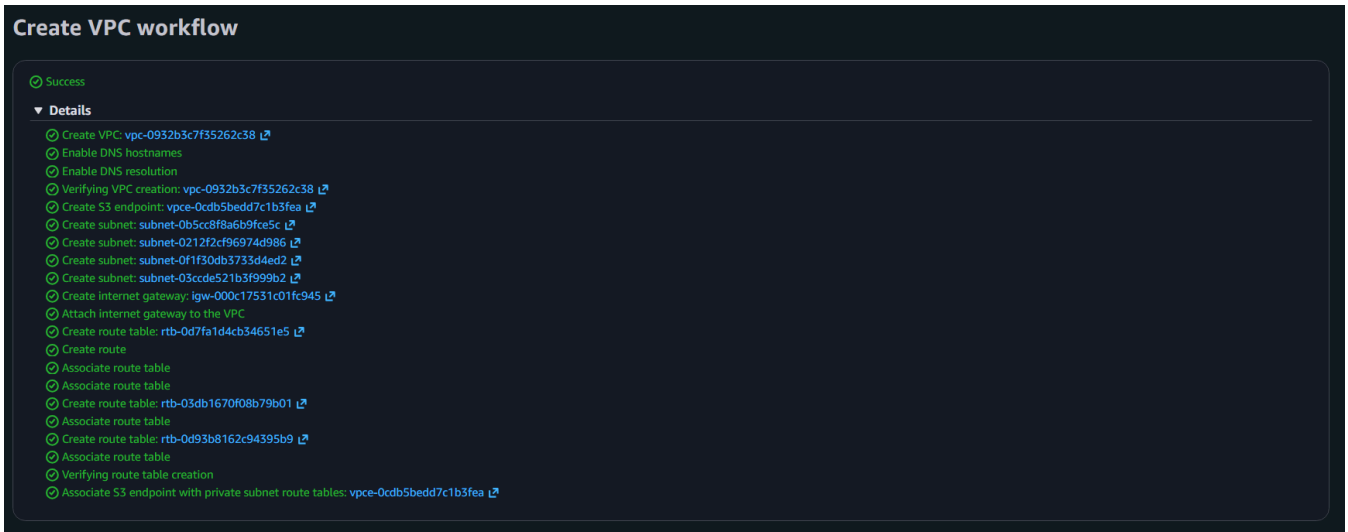 Create VPC workflow
Success
Details
Create VPC: vpc-0932b3c7f35262c38
Enable DNS hostnames
Enable DNS resolution
Verifying VPC creation: vpc-0932b3c7f35262c38
Create S3 endpoint: vpce-0cdb5bedd7c1b3fea
Create subnet: subnet-0b5cc8f8a6b9fce5c
Create subnet: subnet-0212f2cf96974d986
Create subnet: subnet-0f1f30db3733d4ed2
Create subnet: subnet-03ccde521b3f999b2
Create internet gateway: igw-000c17531c01fc945
Attach internet gateway to the VPC
Create route table: rtb-0d7fa1d4cb34651e5
Create route
Associate route table
Associate route table
Create route table: rtb-03db1670f08b79b01
Associate route table
Create route table: rtb-0d93b8162c94395b9
Associate route table
Verifying route table creation
Associate S3 endpoint with private subnet route tables: vpce-0cdb5bedd7c1b3fea